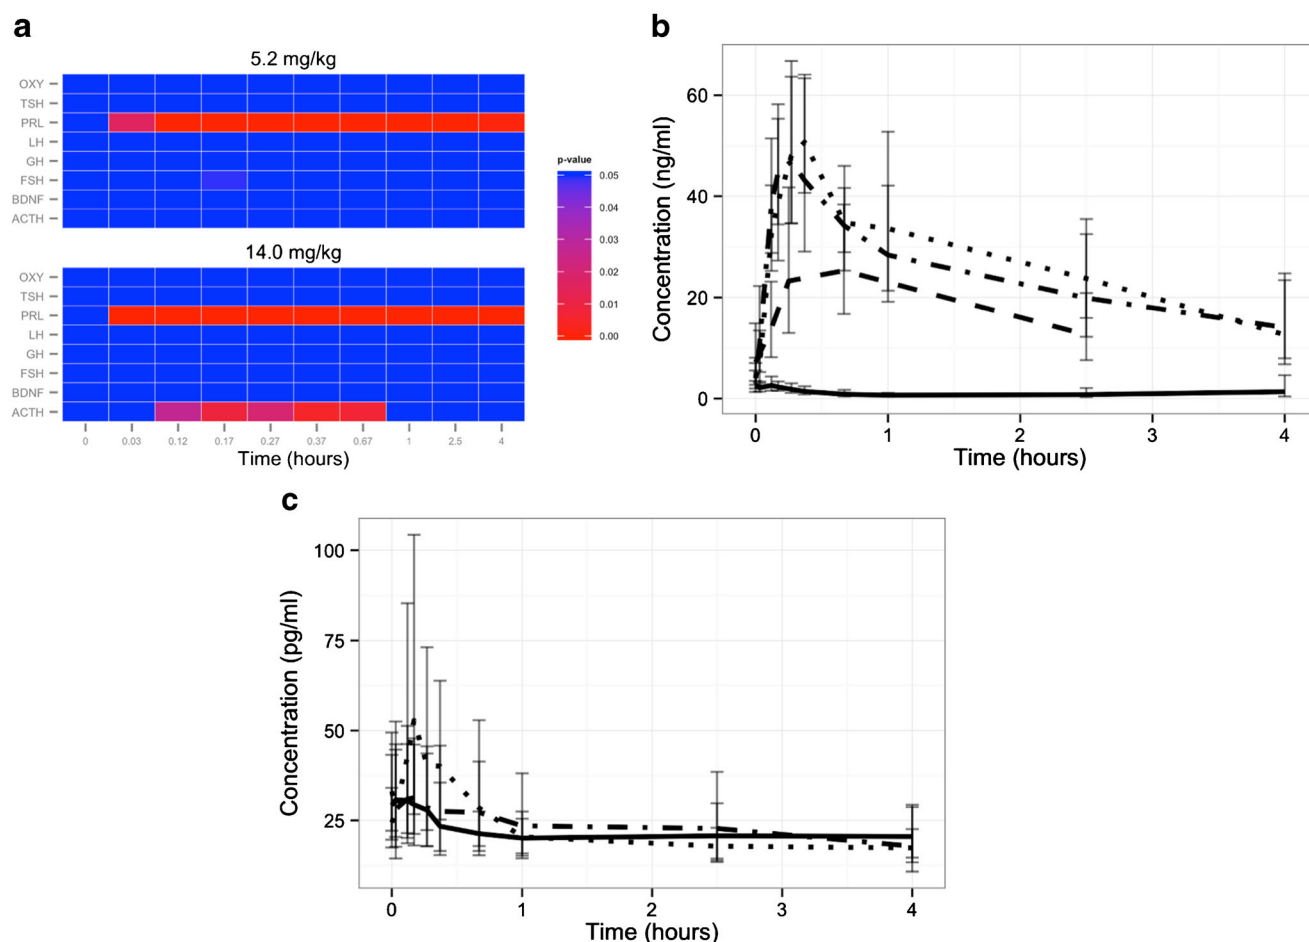 a
5.2 mg/kg
OXY
TSH
PRL
LH
GH
FSH
BDNF
ACTH
14.0 mg/kg
OXY
TSH
PRL
LH
GH
FSH
BDNF
ACTH
0 0.03 0.12 0.17 0.27 0.37 0.67 1 2.5 4
Time (hours)
p-value
0.05
0.04
0.03
0.02
0.01
0.00
b
Concentration (ng/ml)
60
40
20
0
0 1 2 3 4
Time (hours)
c
Concentration (pg/ml)
100
75
50
25
0 1 2 3 4
Time (hours)